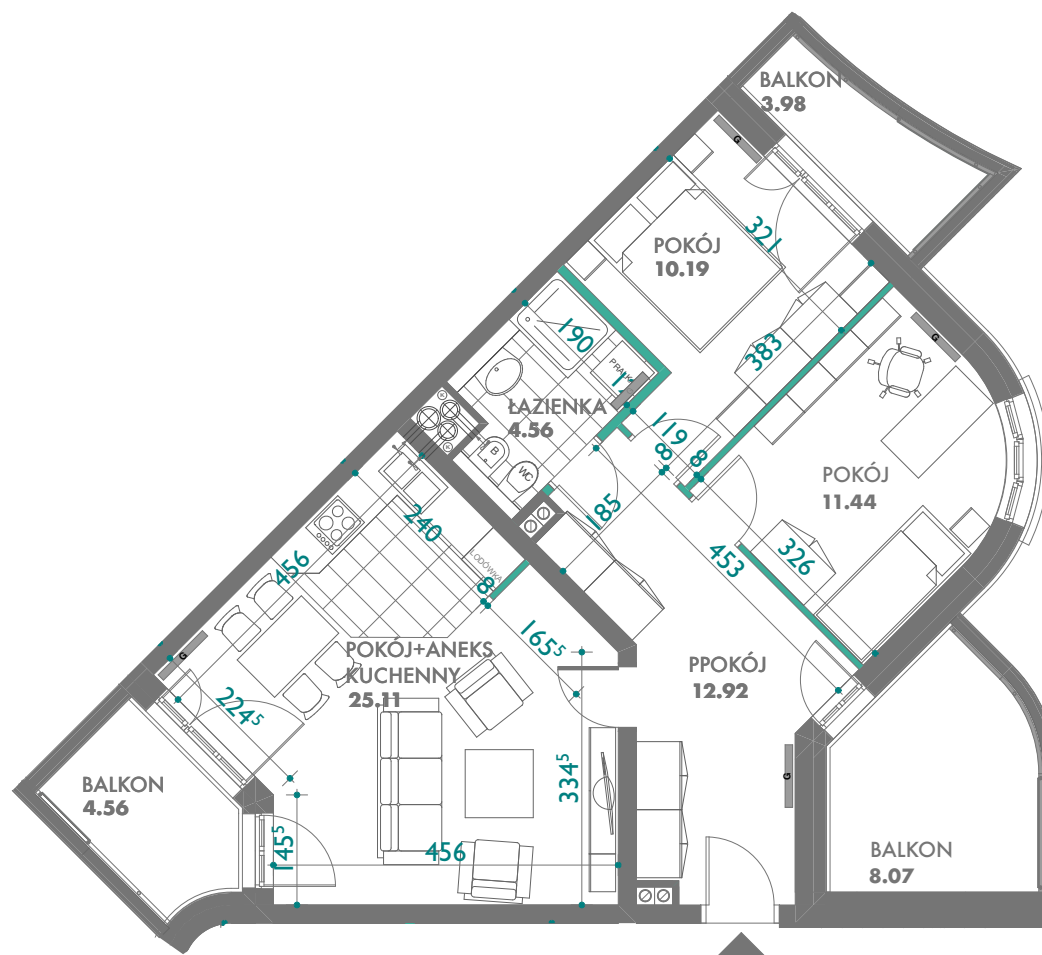 BALKON
3.98
G
321
POKÓJ
10.19
190
383
G
ŁAZIENKA
4.56
119
8
8
B
WC
POKÓJ
11.44
185
240
453
326
LODÓWKA
456
8
165⁵
POKÓJ+ANEKS
KUCHENNY
25.11
G
PPOKÓJ
12.92
224⁵
334⁵
G
BALKON
4.56
145⁵
456
BALKON
8.07